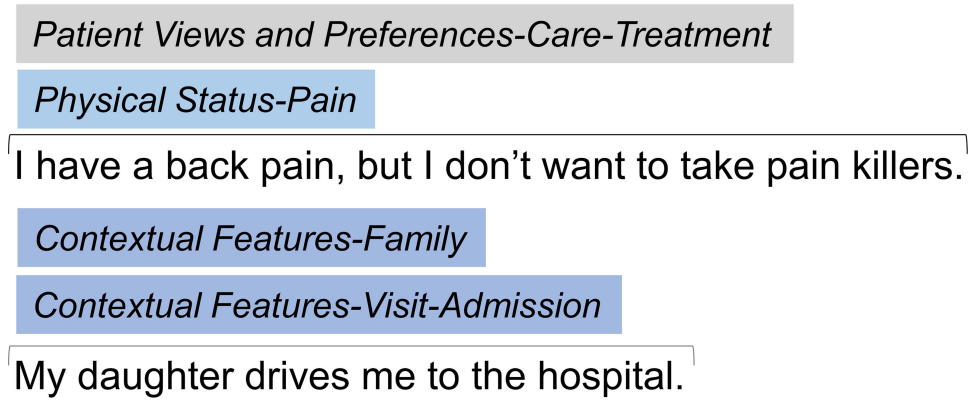 Patient Views and Preferences-Care-Treatment
Physical Status-Pain
I have a back pain, but I don’t want to take pain killers.
Contextual Features-Family
Contextual Features-Visit-Admission
My daughter drives me to the hospital.